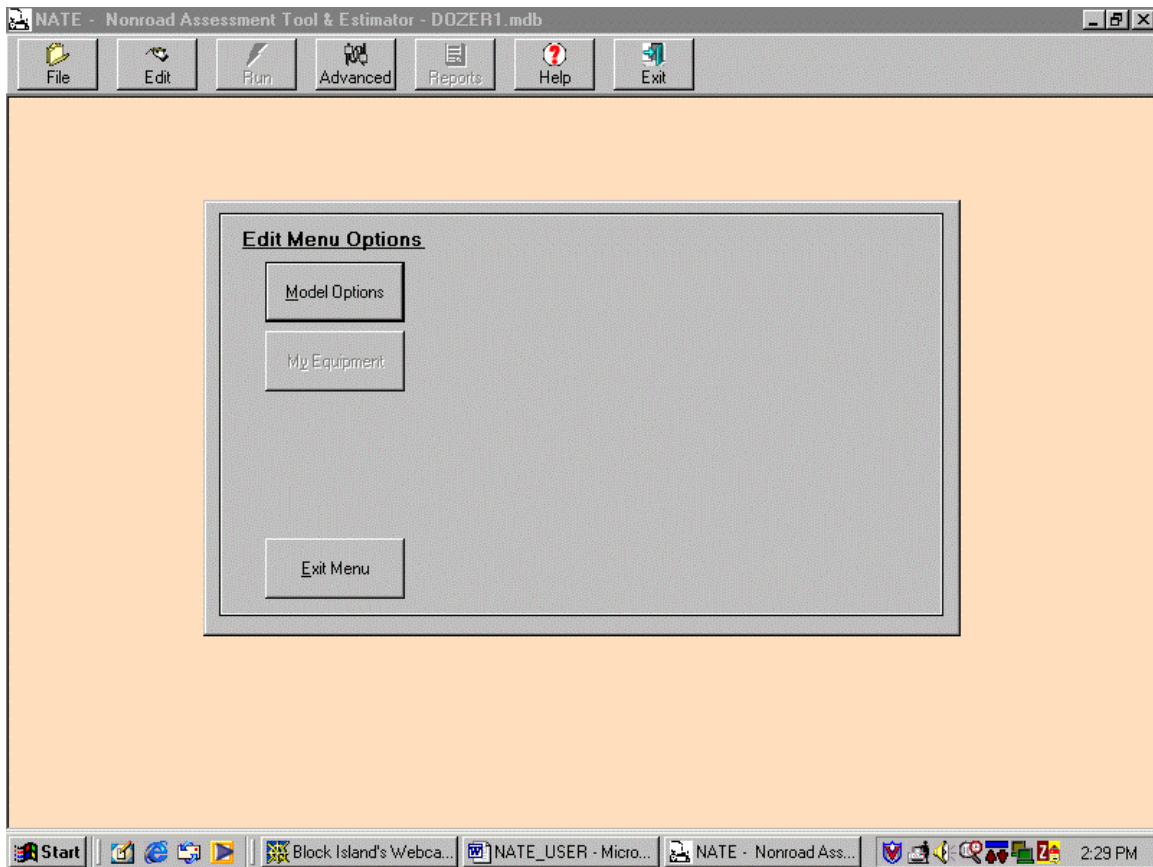 NATE - Nonroad Assessment Tool & Estimator - DOZER1.mdb
File Edit Run Advanced Reports Help Exit
Edit Menu Options
Model Options
My Equipment
Exit Menu
Start Block Island's Webca... NATE_USER - Micro... NATE - Nonroad Ass... 2:29 PM